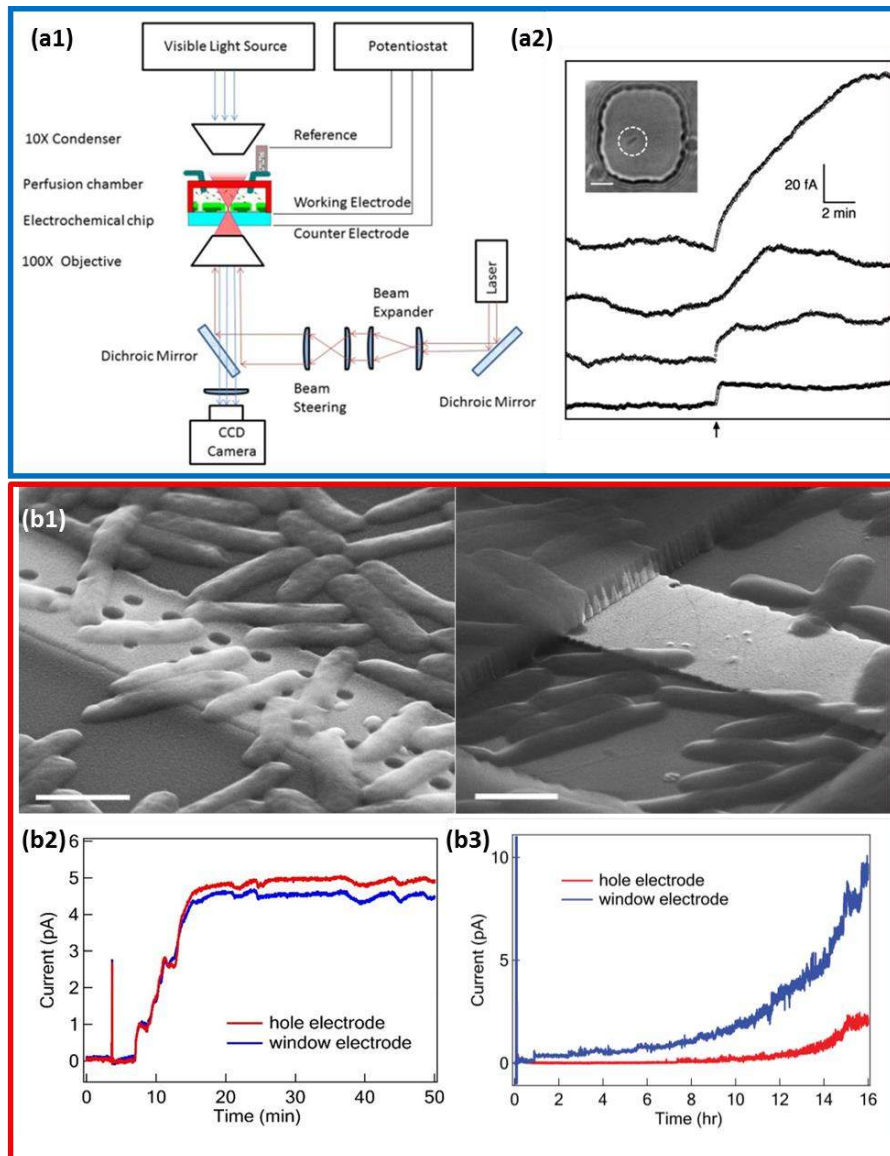 (a1)
Visible Light Source
Potentiostat
10X Condenser
Reference
Perfusion chamber
Working Electrode
Electrochemical chip
Counter Electrode
100X Objective
Laser
Beam
Expander
Dichroic Mirror
Beam
Steering
Dichroic Mirror
CCD
Camera
(a2)
20 fA
2 min
(b1)
(b2)
6
5
4
3
2
1
0
Current (pA)
hole electrode
window electrode
0
10
20
30
40
50
Time (min)
(b3)
10
5
0
Current (pA)
hole electrode
window electrode
0
2
4
6
8
10
12
14
16
Time (hr)